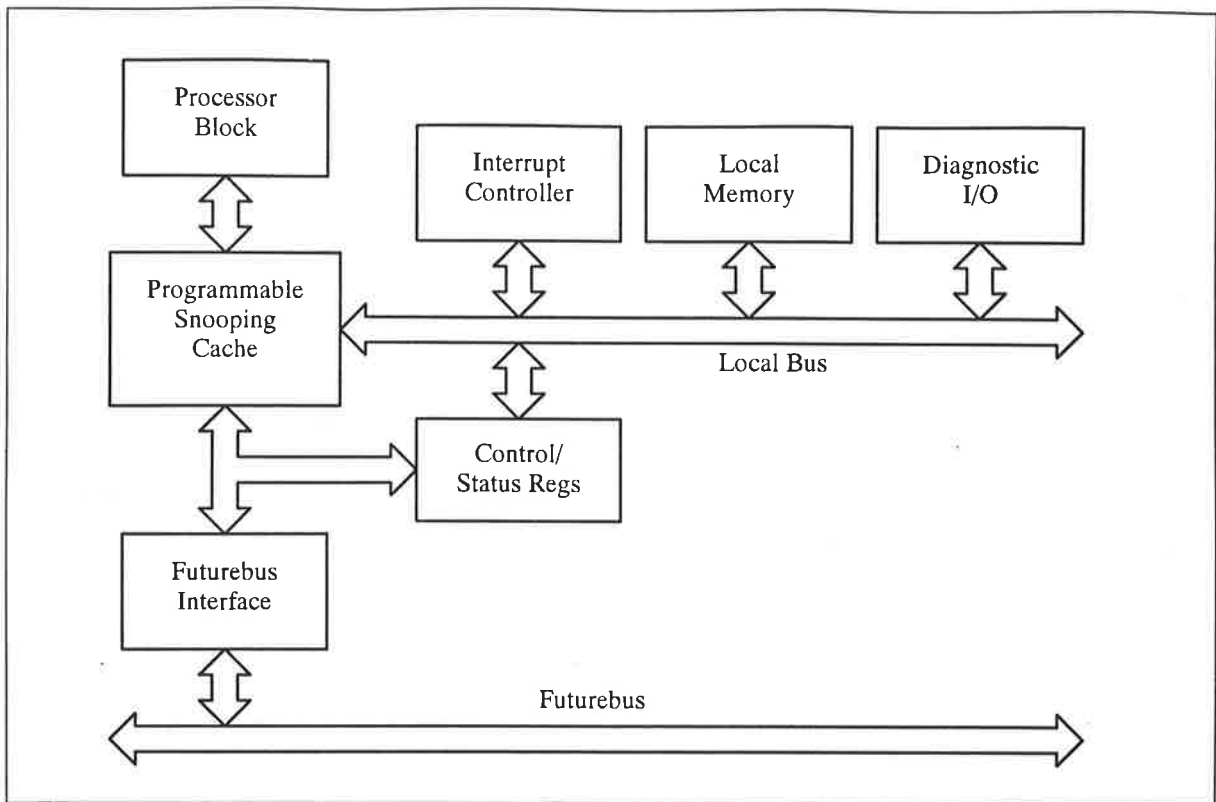 Processor
Block
Interrupt
Controller
Local
Memory
Diagnostic
I/O
Programmable
Snooping
Cache
Local Bus
Control/
Status Regs
Futurebus
Interface
Futurebus